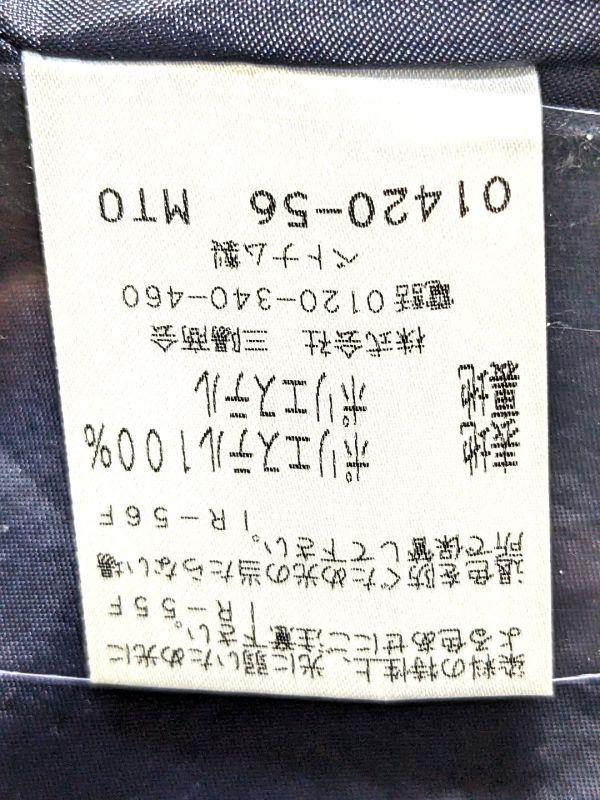 染料の特性上、光に弱いため光に
よる色あせにご注意下さい。
IR-55F
退色を防ぐため光の当たらない場
所で保管して下さい。
IR-56F
表地 ポリエステル100%
裏地 ポリエステル
株式会社 三陽商会
電話0120-340-460
ベトナム製
01420-56 MTO